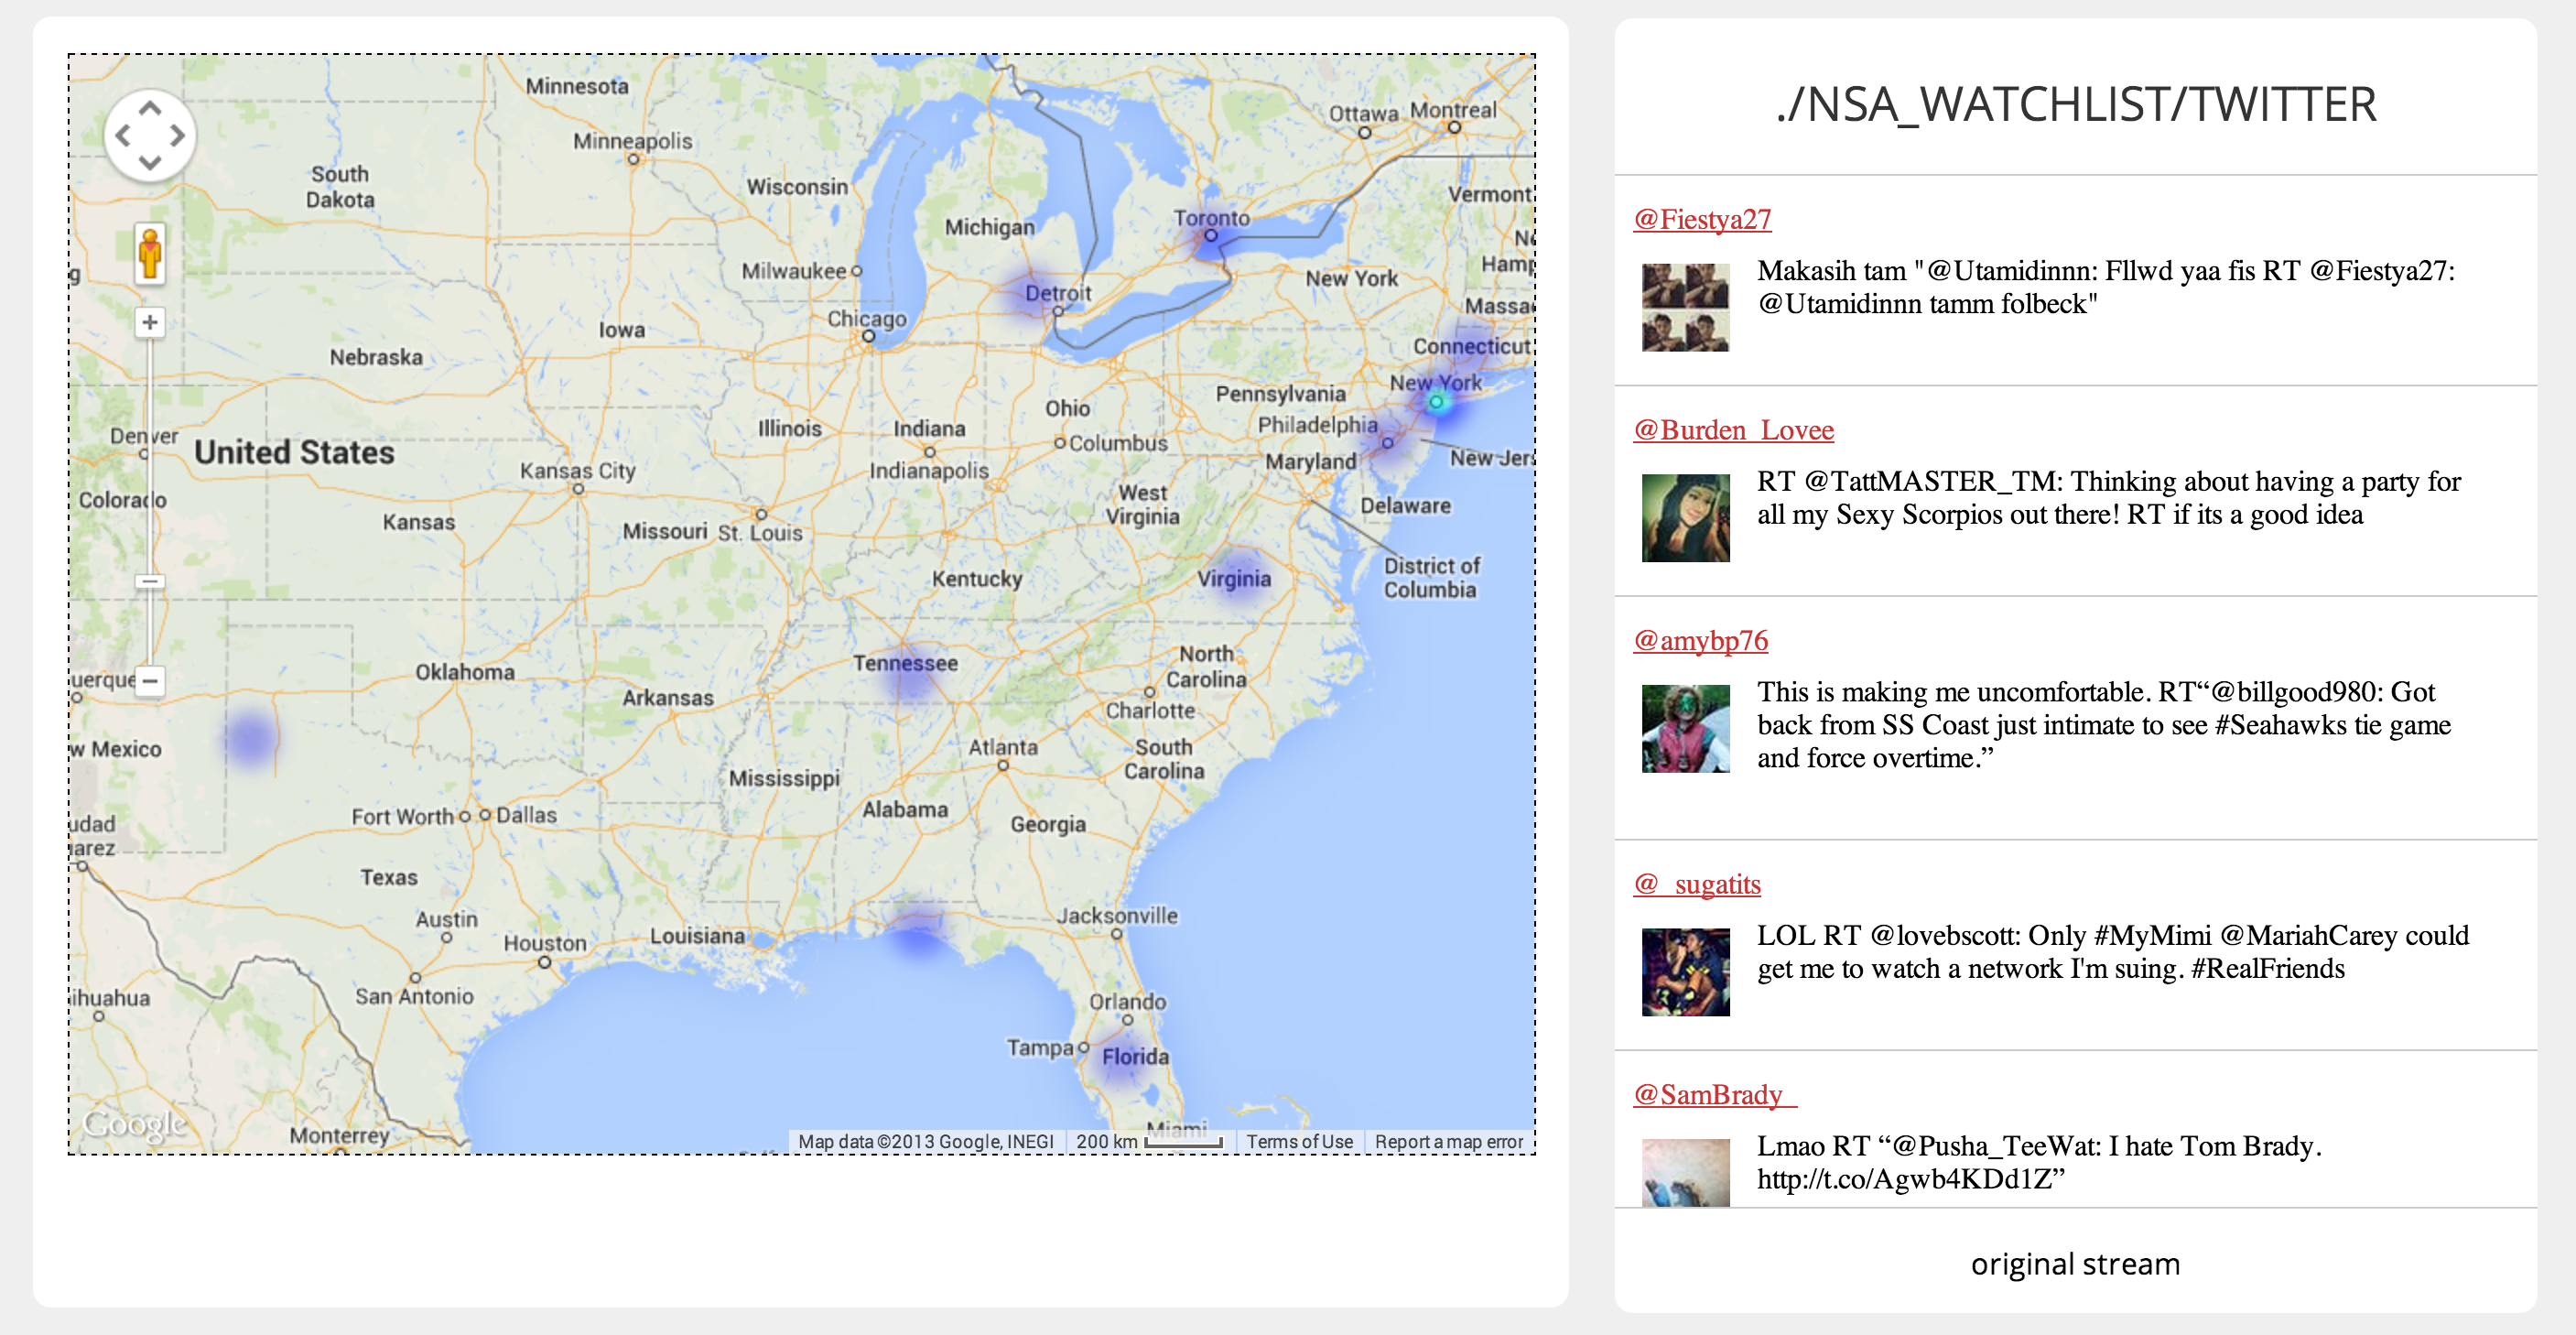 Minnesota
Ottawa
Montreal
Minneapolis
South
Dakota
Wisconsin
Vermont
Michigan
Toronto
g
Milwaukee
New York
Detroit
Massa
Chicago
Iowa
Connecticut
Nebraska
New York
Pennsylvania
Ohio
Philadelphia
Illinois
Indiana
Denver
United States
Columbus
Maryland
New Jer
Kansas City
Indianapolis
Colorado
West
Virginia
Delaware
Kansas
Missouri
St. Louis
District of
Columbia
Kentucky
Virginia
Tennessee
Oklahoma
North
Carolina
uerque
Arkansas
Charlotte
w Mexico
Atlanta
South
Carolina
Mississippi
Alabama
Fort Worth
Dallas
Georgia
udad
arez
Texas
Austin
Jacksonville
Houston
Louisiana
San Antonio
ihuahua
Orlando
Tampa
Florida
Google
Monterrey
Miami
Map data ©2013 Google, INEGI
200 km
Terms of Use
Report a map error
./NSA_WATCHLIST/TWITTER
@Fiestya27
Makasih tam "@Utamidinnn: Fllwd yaa fis RT @Fiestya27:
@Utamidinnn tamm folbeck"
@Burden_Lovee
RT @TattMASTER_TM: Thinking about having a party for
all my Sexy Scorpios out there! RT if its a good idea
@amybp76
This is making me uncomfortable. RT“@billgood980: Got
back from SS Coast just intimate to see #Seahawks tie game
and force overtime.”
@_sugatits
LOL RT @lovebscott: Only #MyMimi @MariahCarey could
get me to watch a network I'm suing. #RealFriends
@SamBrady_
Lmao RT “@Pusha_TeeWat: I hate Tom Brady.
http://t.co/Agwb4KDd1Z”
original stream